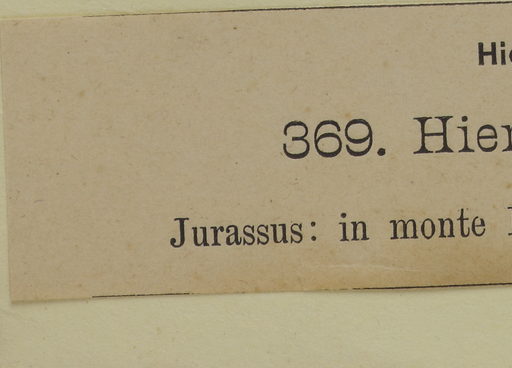 369. Hier
Jurassus: in monte